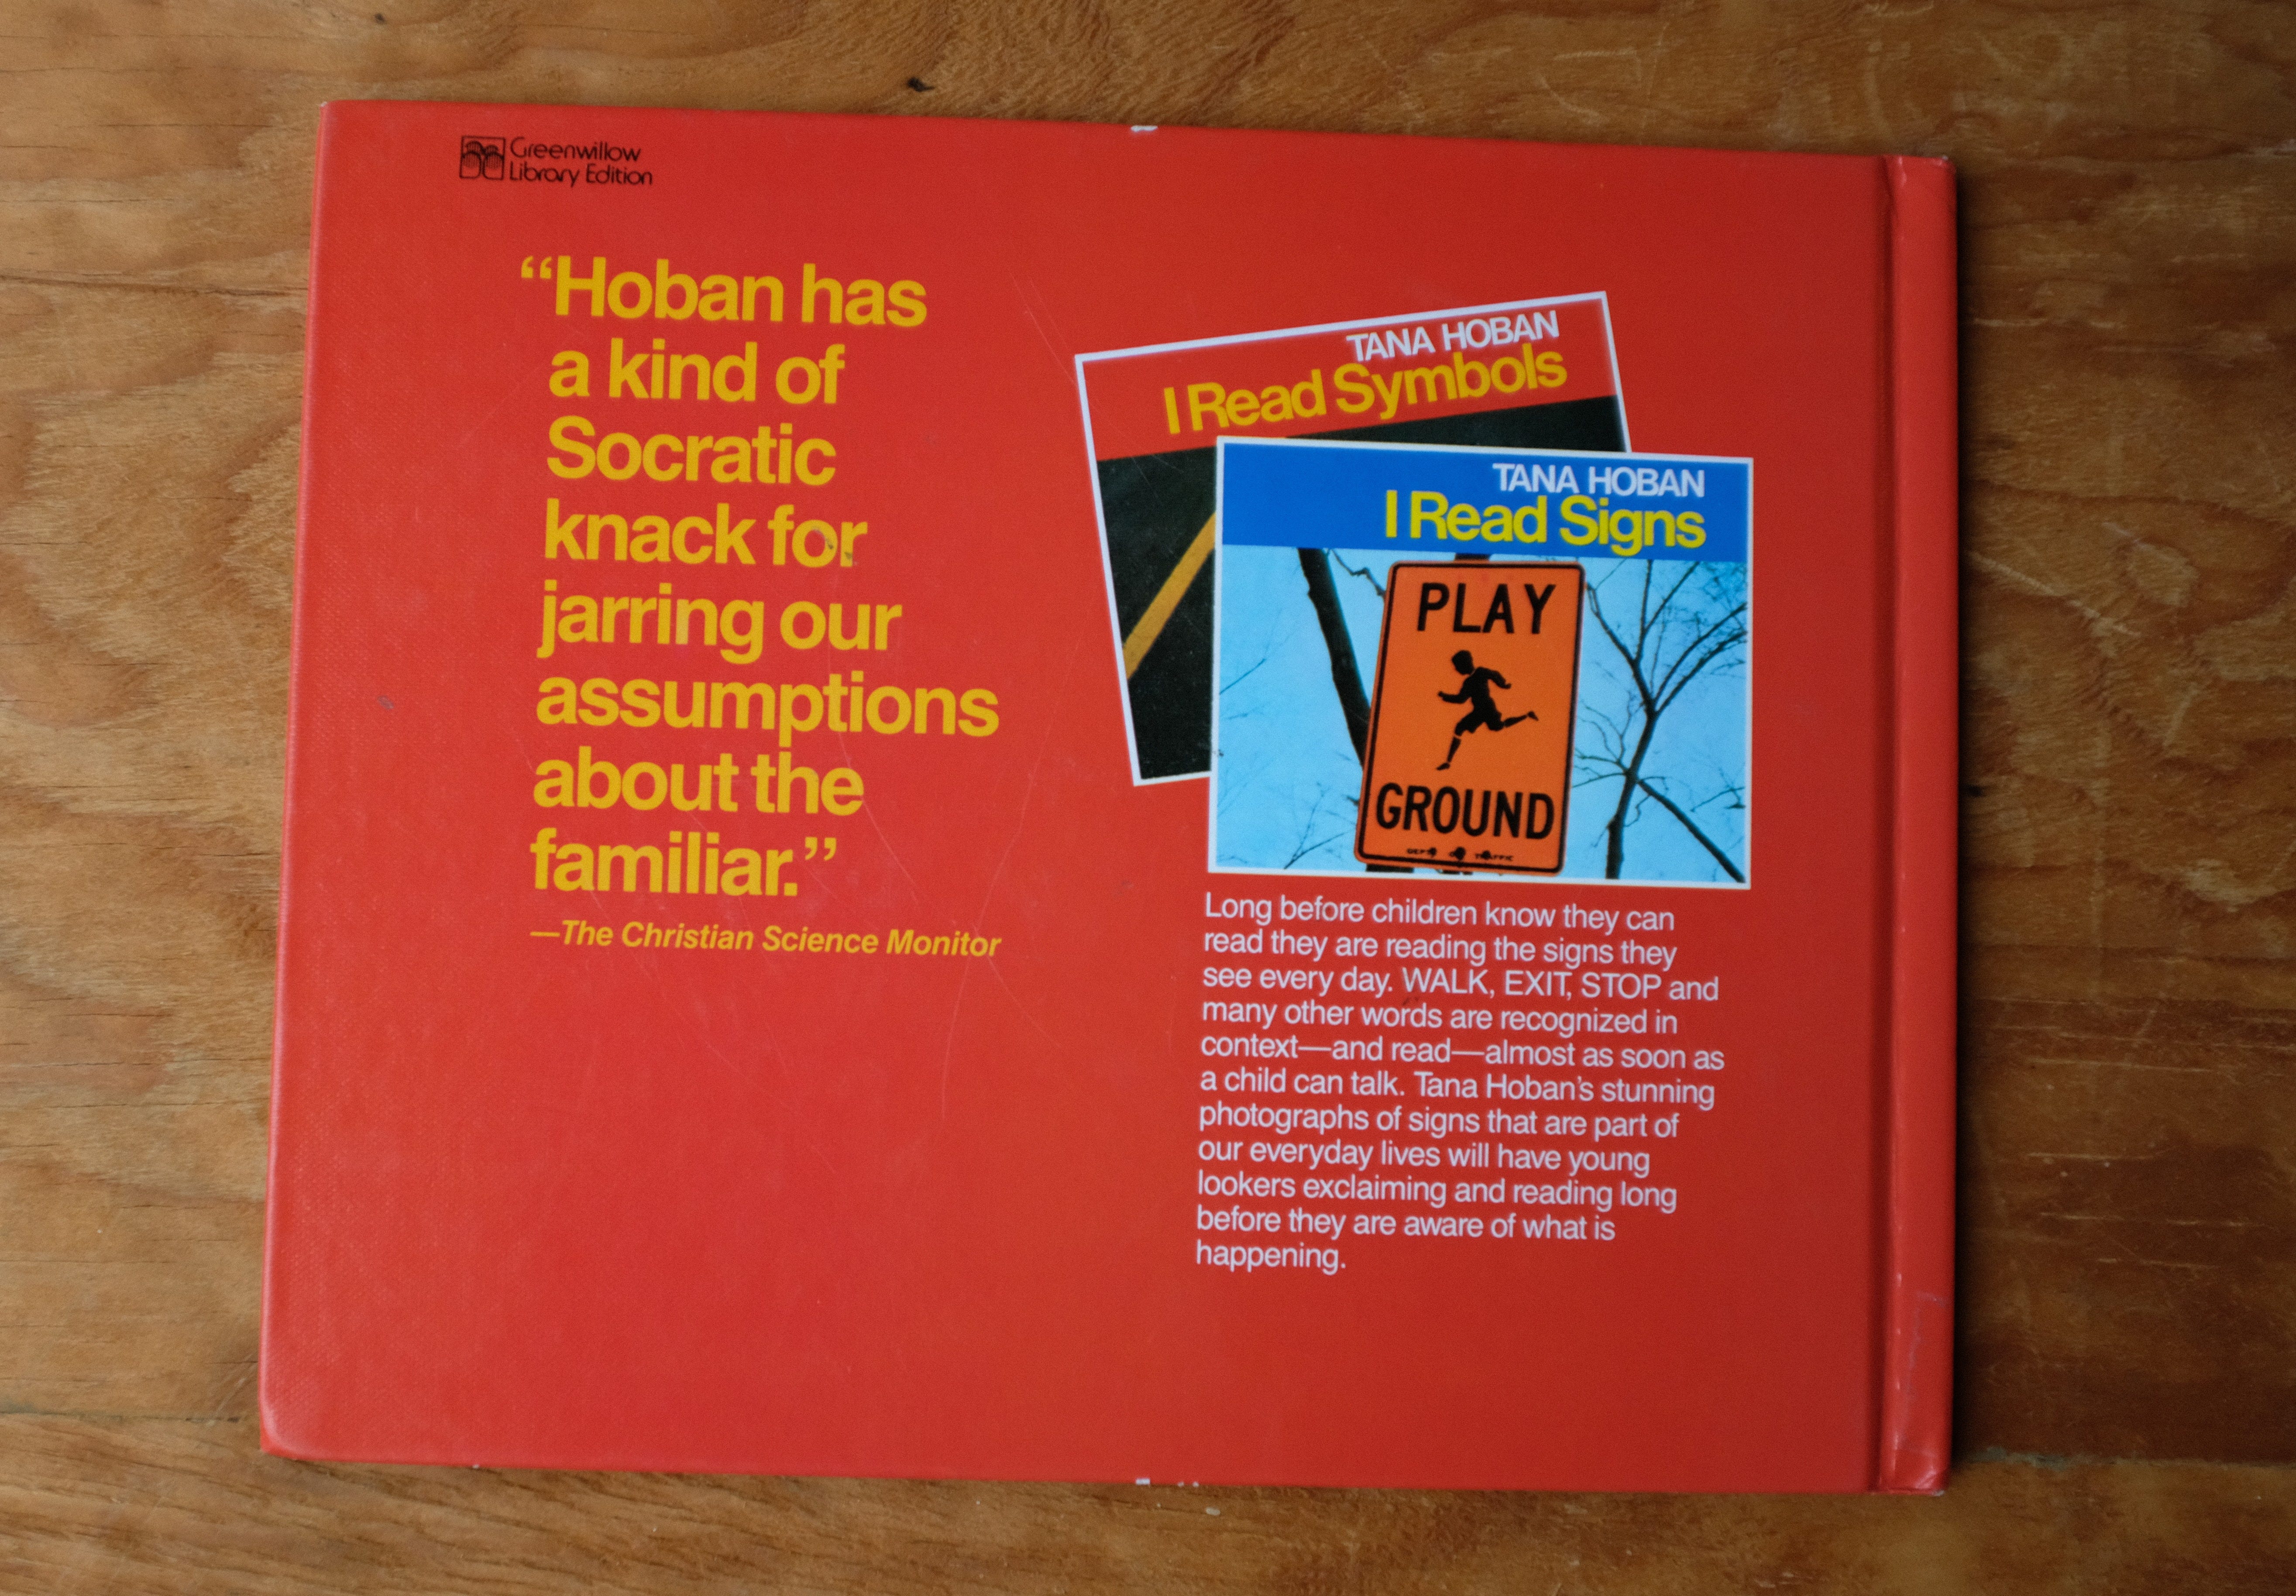 Greenwillow
Library Edition
“Hoban has
a kind of
Socratic
knack for
jarring our
assumptions
about the
familiar.”
—The Christian Science Monitor
TANA HOBAN
I Read Symbols
TANA HOBAN
I Read Signs
PLAY
GROUND
DEPT OF TRAFFIC
Long before children know they can
read they are reading the signs they
see every day. WALK, EXIT, STOP and
many other words are recognized in
context—and read—almost as soon as
a child can talk. Tana Hoban’s stunning
photographs of signs that are part of
our everyday lives will have young
lookers exclaiming and reading long
before they are aware of what is
happening.